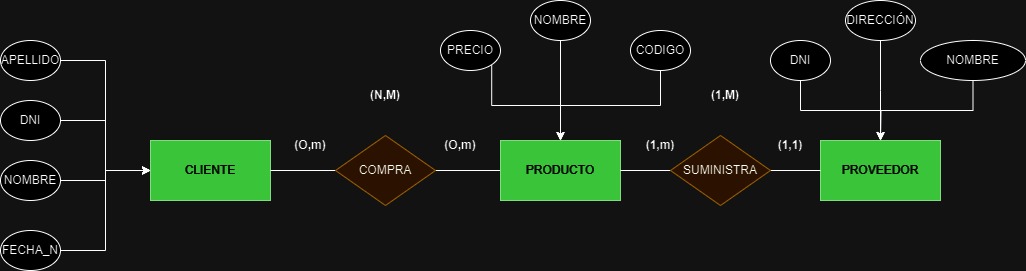 NOMBRE
DIRECCIÓN
PRECIO
CODIGO
APELLIDO
DNI
NOMBRE
(N,M)
(1,M)
DNI
(O,m)
(O,m)
(1,m)
(1,1)
CLIENTE
COMPRA
PRODUCTO
SUMINISTRA
PROVEEDOR
NOMBRE
FECHA_N